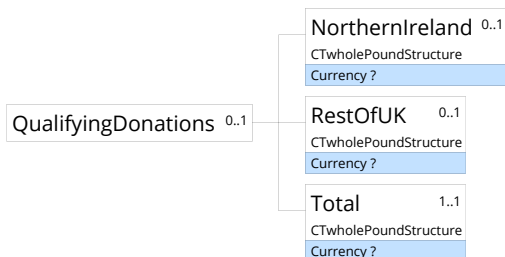 NorthernIreland 0..1
CTwholePoundStructure
Currency ?
QualifyingDonations 0..1
RestOfUK 0..1
CTwholePoundStructure
Currency ?
Total 1..1
CTwholePoundStructure
Currency ?